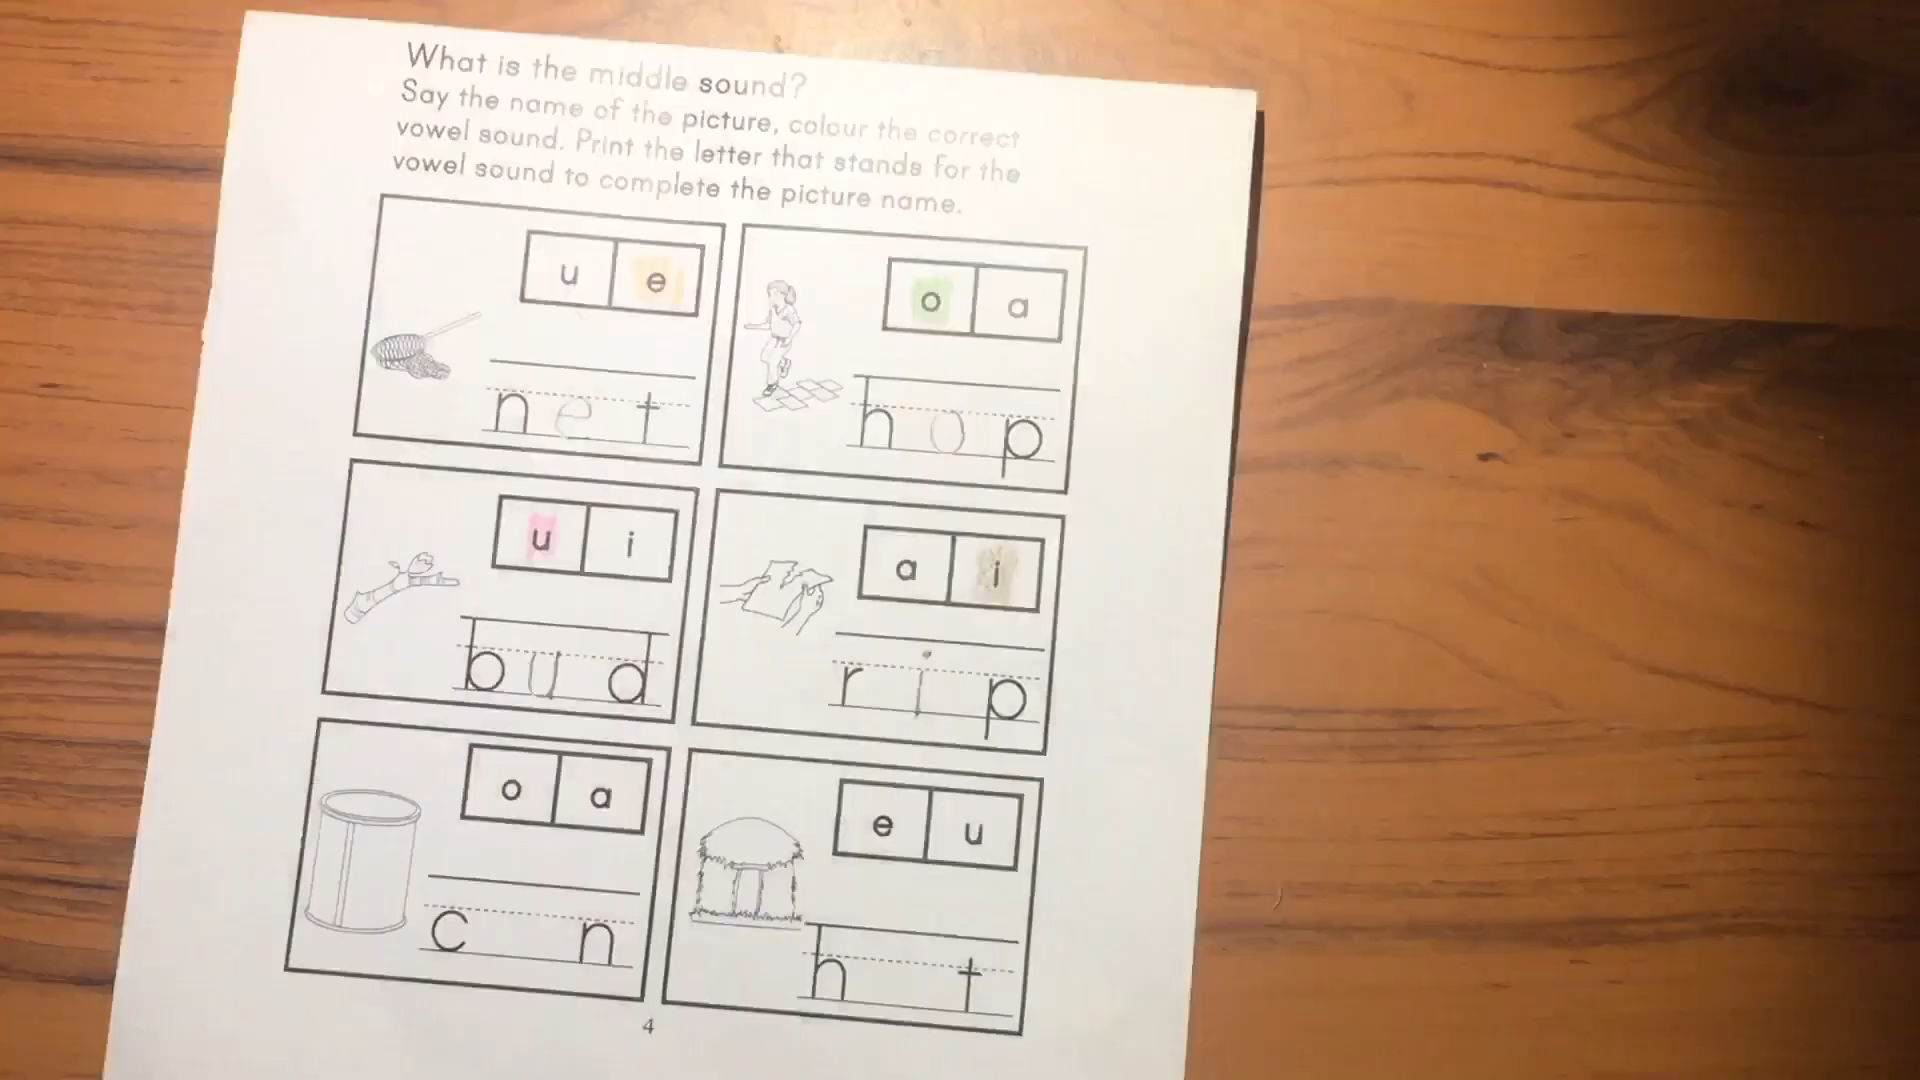 What is the middle sound?
Say the name of the picture, colour the correct
vowel sound. Print the letter that stands for the
vowel sound to complete the picture name.
u e
net
o a
hop
u i
bud
a i
rip
o a
c n
e u
h t
4